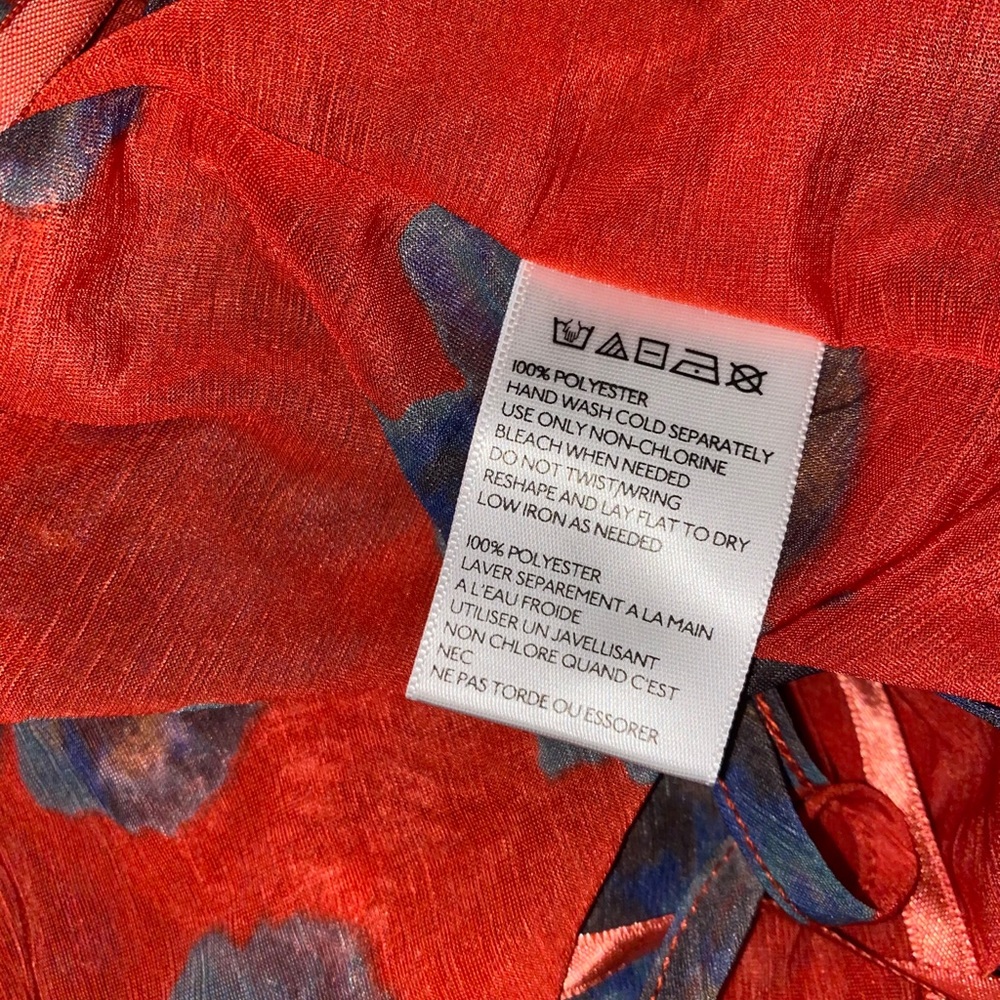 100% POLYESTER
HAND WASH COLD SEPARATELY
USE ONLY NON-CHLORINE
BLEACH WHEN NEEDED
DO NOT TWIST/WRING
RESHAPE AND LAY FLAT TO DRY
LOW IRON AS NEEDED
100% POLYESTER
LAVER SEPAREMENT A LA MAIN
A L'EAU FROIDE
UTILISER UN JAVELLISANT
NON CHLORE QUAND C'EST
NEC
NE PAS TORDE OU ESSORER